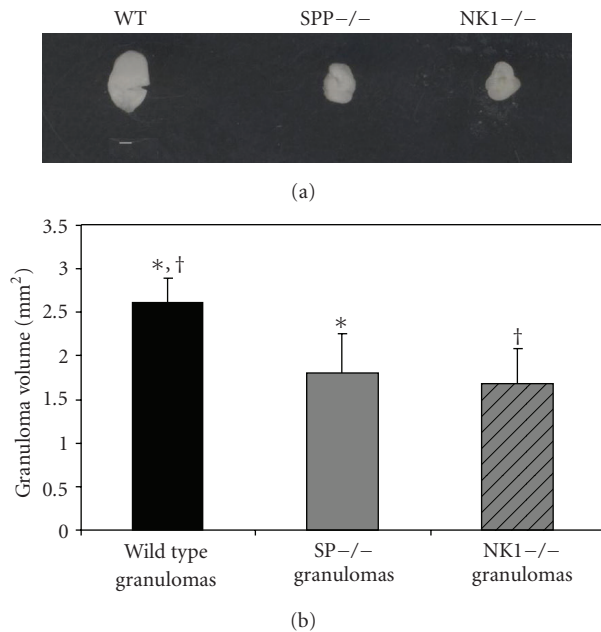 WT SPP−/− NK1−/−
(a)
Granuloma volume (mm²)
3.5
3
2.5
2
1.5
1
0.5
0
∗, †
∗
†
Wild type granulomas
SP−/− granulomas
NK1−/− granulomas
(b)